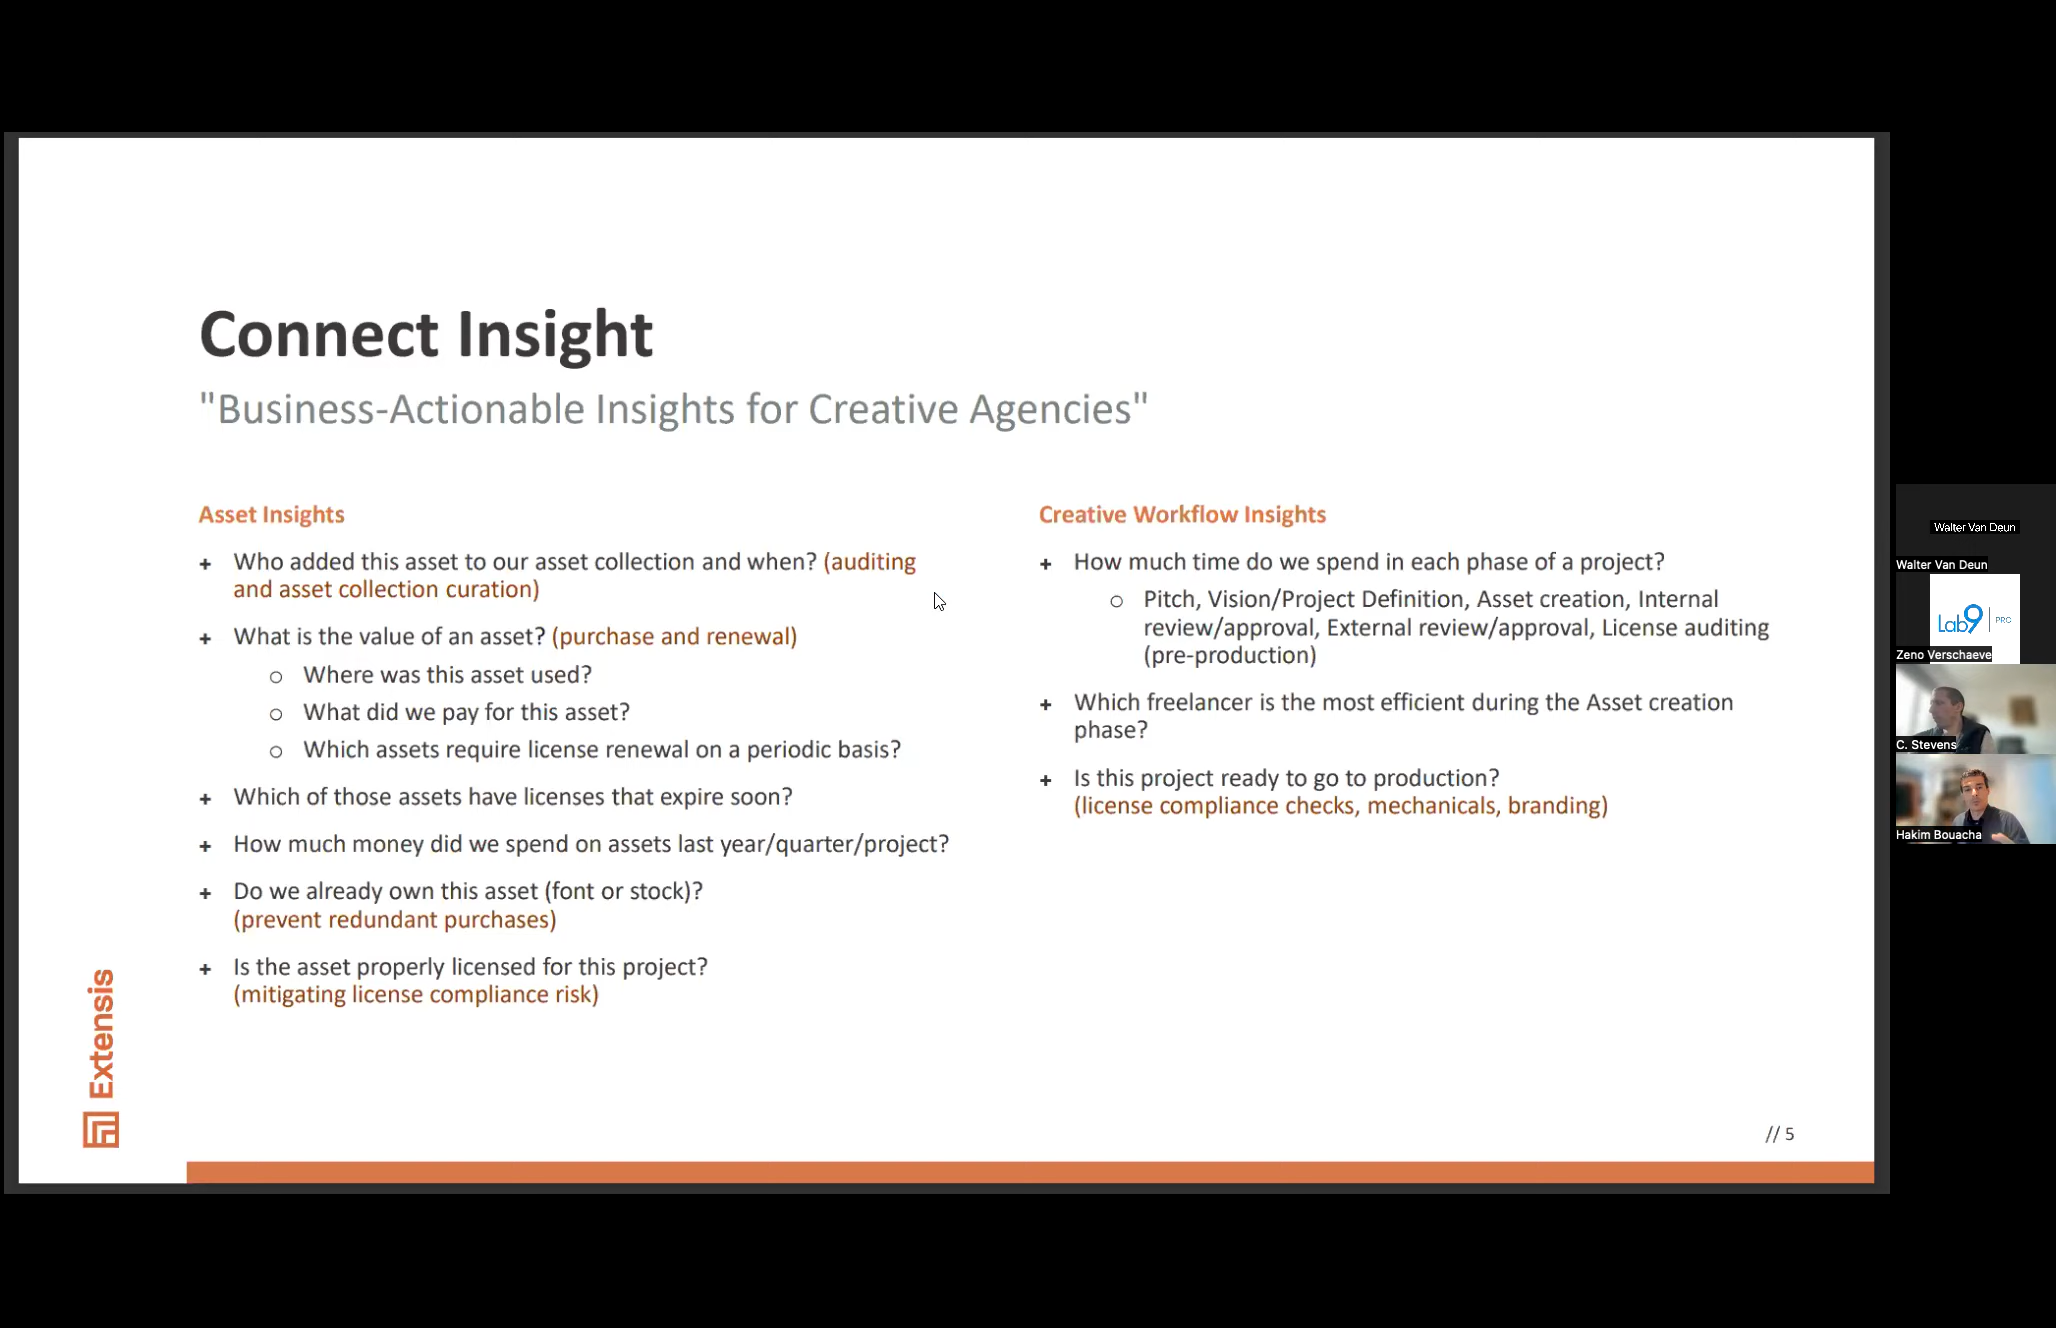 Connect Insight
"Business-Actionable Insights for Creative Agencies"
Asset Insights
+ Who added this asset to our asset collection and when? (auditing
and asset collection curation)
+ What is the value of an asset? (purchase and renewal)
○ Where was this asset used?
○ What did we pay for this asset?
○ Which assets require license renewal on a periodic basis?
+ Which of those assets have licenses that expire soon?
+ How much money did we spend on assets last year/quarter/project?
+ Do we already own this asset (font or stock)?
(prevent redundant purchases)
+ Is the asset properly licensed for this project?
(mitigating license compliance risk)
Creative Workflow Insights
+ How much time do we spend in each phase of a project?
○ Pitch, Vision/Project Definition, Asset creation, Internal
review/approval, External review/approval, License auditing
(pre-production)
+ Which freelancer is the most efficient during the Asset creation
phase?
+ Is this project ready to go to production?
(license compliance checks, mechanicals, branding)
Extensis
// 5
Walter Van Deun
Walter Van Deun
Lab9 | PRO
Zeno Verschaeve
C. Stevens
Hakim Bouacha